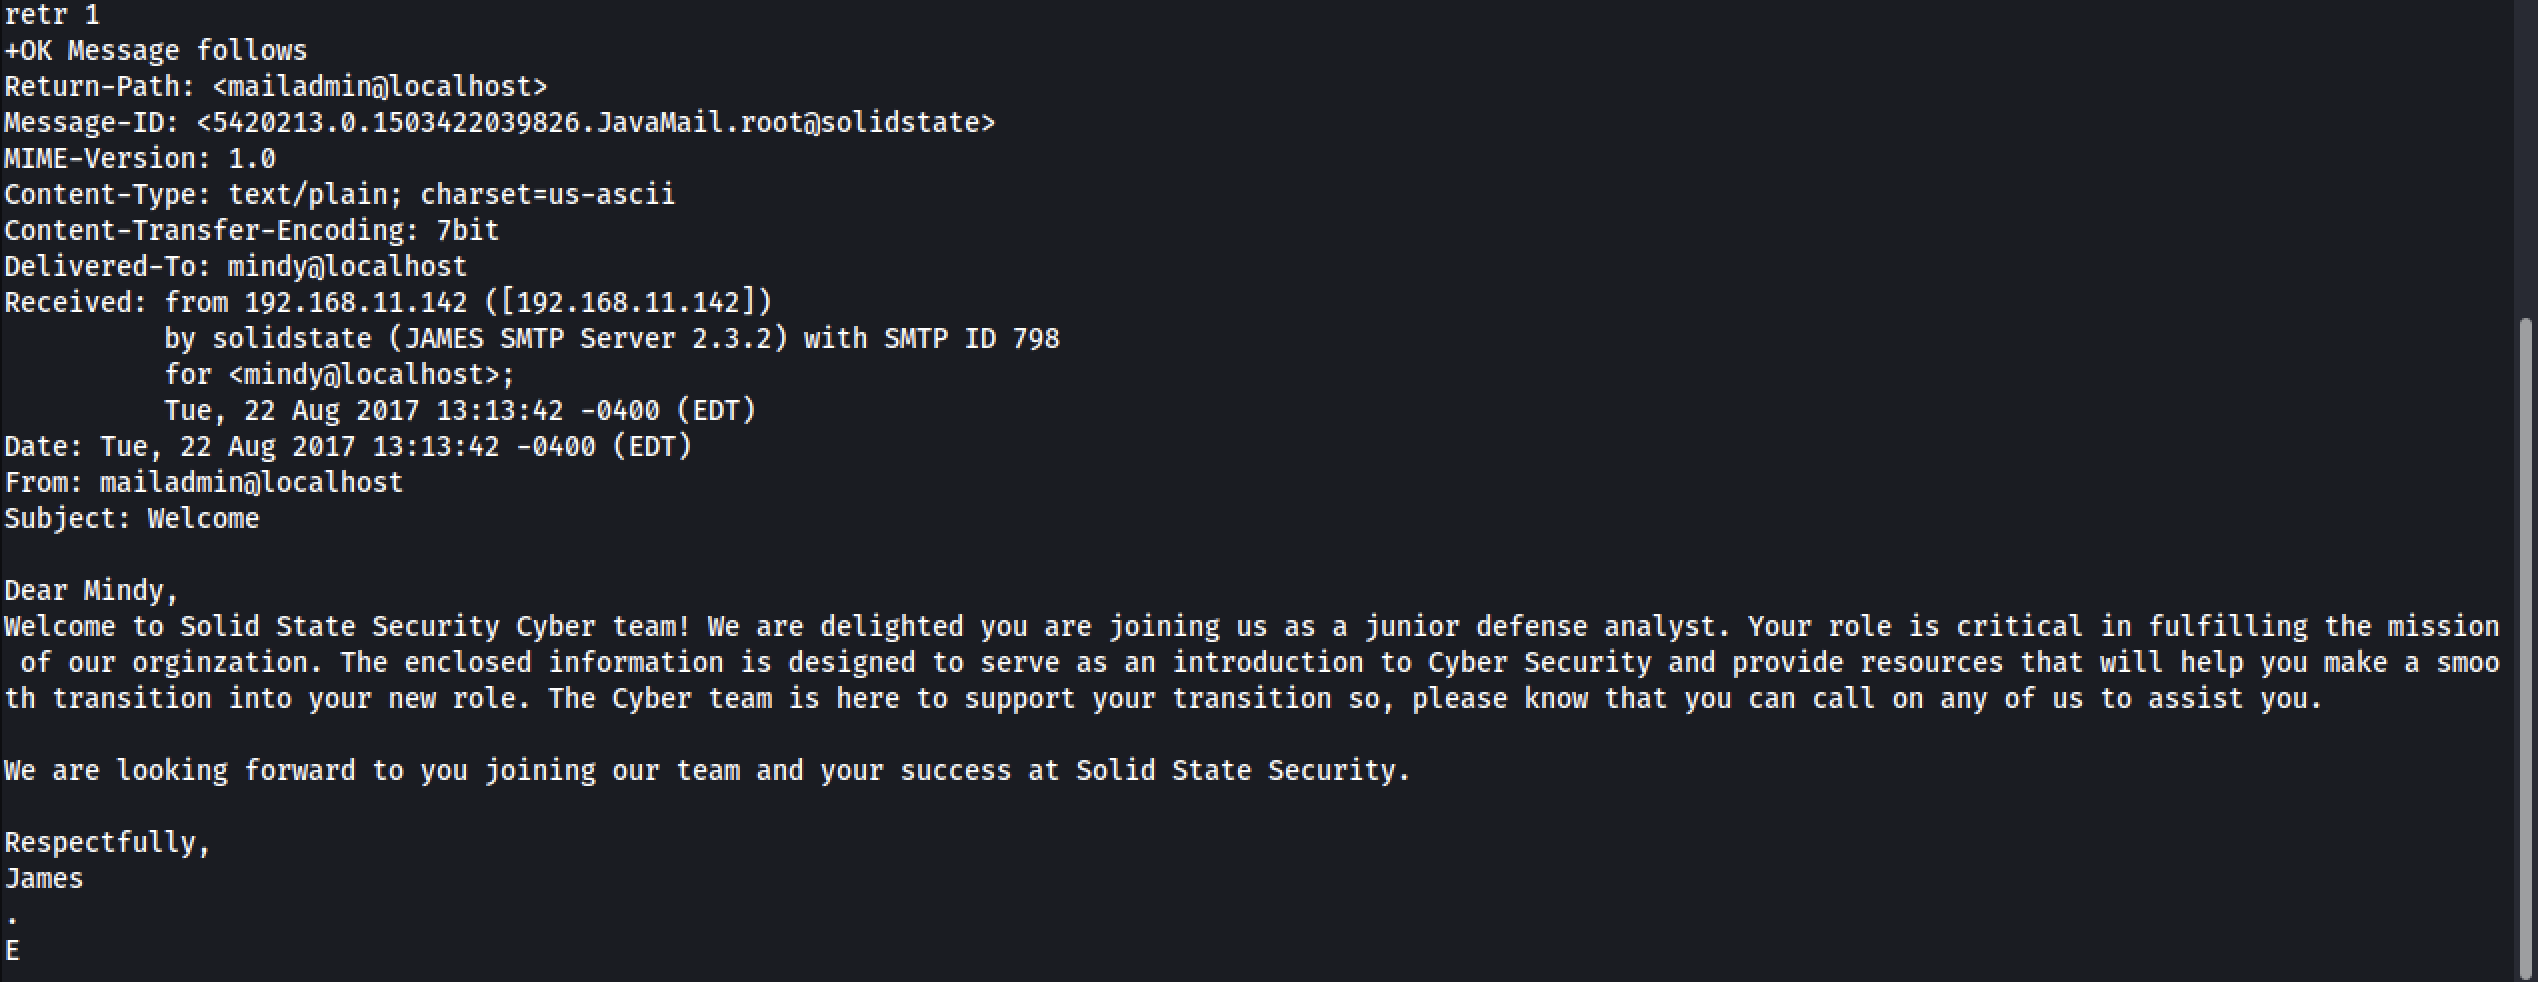 retr 1
+OK Message follows
Return-Path: <mailadmin@localhost>
Message-ID: <5420213.0.1503422039826.JavaMail.root@solidstate>
MIME-Version: 1.0
Content-Type: text/plain; charset=us-ascii
Content-Transfer-Encoding: 7bit
Delivered-To: mindy@localhost
Received: from 192.168.11.142 ([192.168.11.142])
          by solidstate (JAMES SMTP Server 2.3.2) with SMTP ID 798
          for <mindy@localhost>;
          Tue, 22 Aug 2017 13:13:42 -0400 (EDT)
Date: Tue, 22 Aug 2017 13:13:42 -0400 (EDT)
From: mailadmin@localhost
Subject: Welcome

Dear Mindy,
Welcome to Solid State Security Cyber team! We are delighted you are joining us as a junior defense analyst. Your role is critical in fulfilling the mission
 of our orginzation. The enclosed information is designed to serve as an introduction to Cyber Security and provide resources that will help you make a smoo
th transition into your new role. The Cyber team is here to support your transition so, please know that you can call on any of us to assist you.

We are looking forward to you joining our team and your success at Solid State Security.

Respectfully,
James
.
E